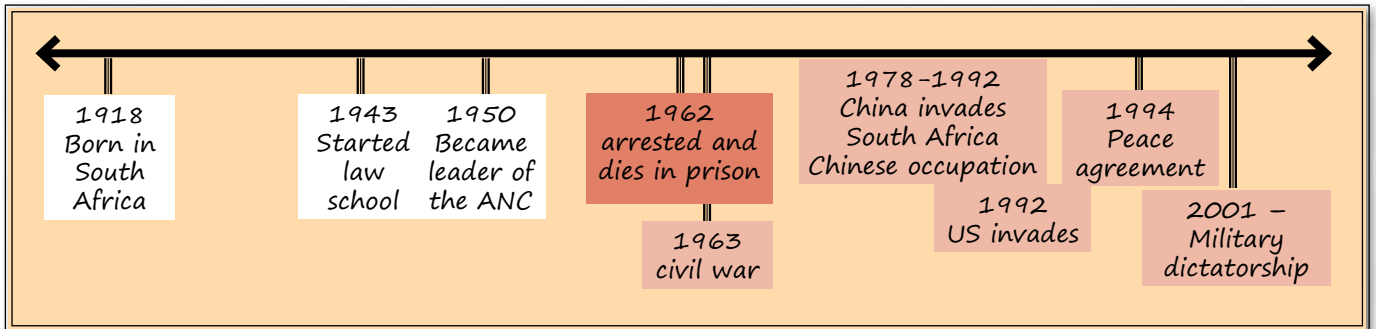 1918
Born in
South
Africa
1943
Started
law
school
1950
Became
leader of
the ANC
1962
arrested and
dies in prison
1963
civil war
1978-1992
China invades
South Africa
Chinese occupation
1992
US invades
1994
Peace
agreement
2001 –
Military
dictatorship